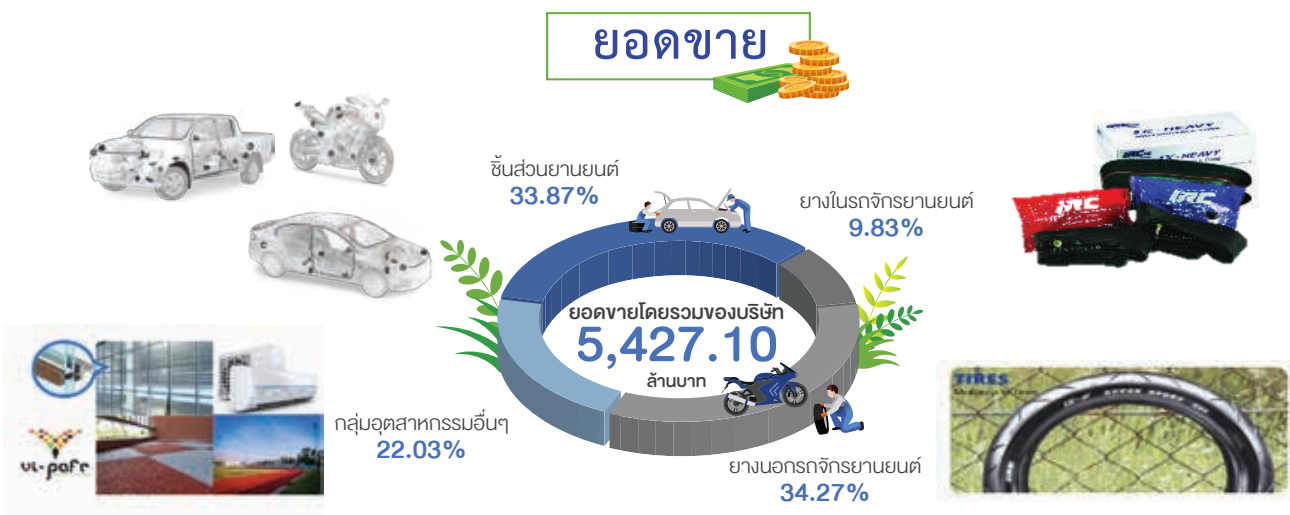 ยอดขาย
ชิ้นส่วนยานยนต์
33.87%
ยางในรถจักรยานยนต์
9.83%
ยอดขายโดยรวมของบริษัท
5,427.10
ล้านบาท
กลุ่มอุตสาหกรรมอื่นๆ
22.03%
ยางนอกรถจักรยานยนต์
34.27%
IRC
IRC
TIRES